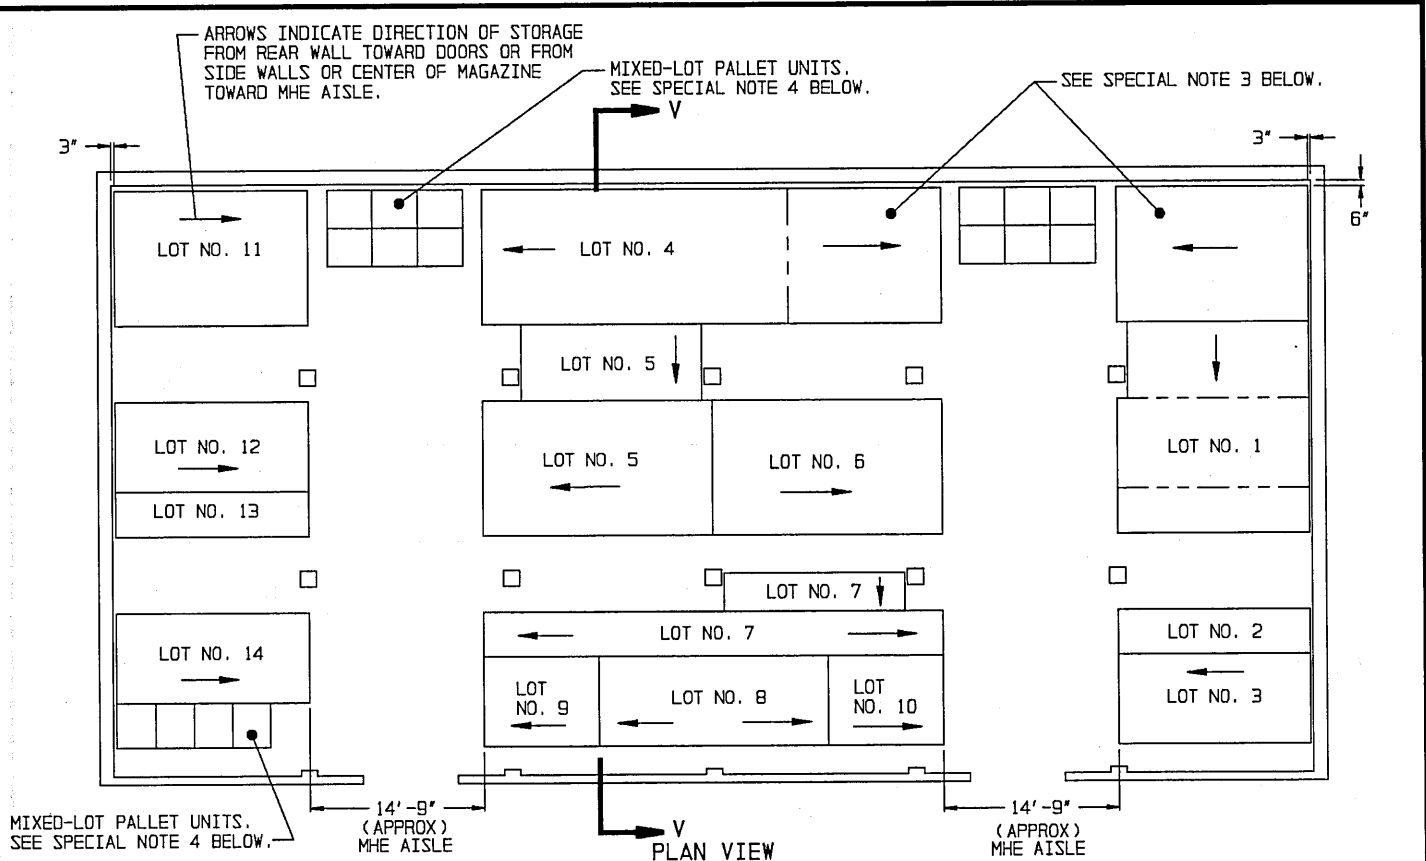 ARROWS INDICATE DIRECTION OF STORAGE
FROM REAR WALL TOWARD DOORS OR FROM
SIDE WALLS OR CENTER OF MAGAZINE
TOWARD MHE AISLE.
MIXED-LOT PALLET UNITS.
SEE SPECIAL NOTE 4 BELOW.
SEE SPECIAL NOTE 3 BELOW.
V
3"
3"
6"
LOT NO. 11
LOT NO. 4
LOT NO. 5
LOT NO. 12
LOT NO. 13
LOT NO. 5
LOT NO. 6
LOT NO. 1
LOT NO. 7
LOT NO. 7
LOT NO. 2
LOT NO. 14
LOT
NO. 9
LOT NO. 8
LOT
NO. 10
LOT NO. 3
14'-9"
(APPROX)
MHE AISLE
14'-9"
(APPROX)
MHE AISLE
MIXED-LOT PALLET UNITS.
SEE SPECIAL NOTE 4 BELOW.
V
PLAN VIEW